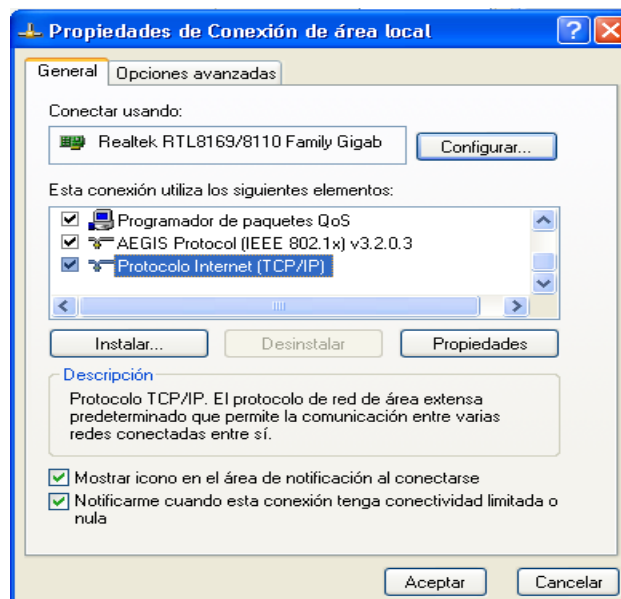 Propiedades de Conexión de área local
General
Opciones avanzadas
Conectar usando:
Realtek RTL8169/8110 Family Gigab
Configurar...
Esta conexión utiliza los siguientes elementos:
Programador de paquetes QoS
AEGIS Protocol (IEEE 802.1x) v3.2.0.3
Protocolo Internet (TCP/IP)
Instalar...
Desinstalar
Propiedades
Descripción
Protocolo TCP/IP. El protocolo de red de área extensa
predeterminado que permite la comunicación entre varias
redes conectadas entre sí.
Mostrar icono en el área de notificación al conectarse
Notificarme cuando esta conexión tenga conectividad limitada o
nula
Aceptar
Cancelar